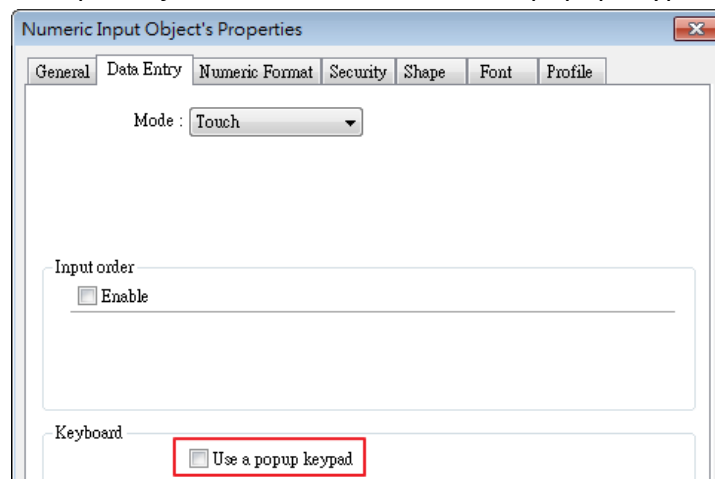 Numeric Input Object's Properties
General Data Entry Numeric Format Security Shape Font Profile
Mode : Touch
Input order
Enable
Keyboard
Use a popup keypad